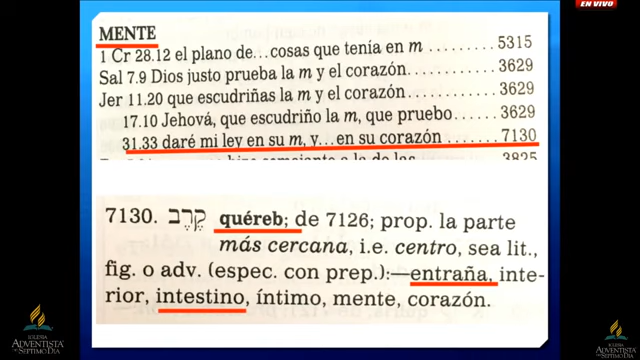 EN VIVO
MENTE
1 Cr 28.12 el plano de...cosas que tenía en m ........ 5315
Sal 7.9 Dios justo prueba la m y el corazón ........ 3629
Jer 11.20 que escudriñas la m y el corazón ........ 3629
17.10 Jehová, que escudriño la m, que pruebo ........ 3629
31.33 daré mi ley en su m, y... en su corazón ........ 7130
3825
7130. קֶרֶב quéreb; de 7126; prop. la parte
más cercana, i.e. centro, sea lit.,
fig. o adv. (espec. con prep.):—entraña, inte-
rior, intestino, íntimo, mente, corazón.
IGLESIA
ADVENTISTA
DEL SÉPTIMO DÍA
IGLESIA
ADVENTISTA
DEL SÉPTIMO DÍA